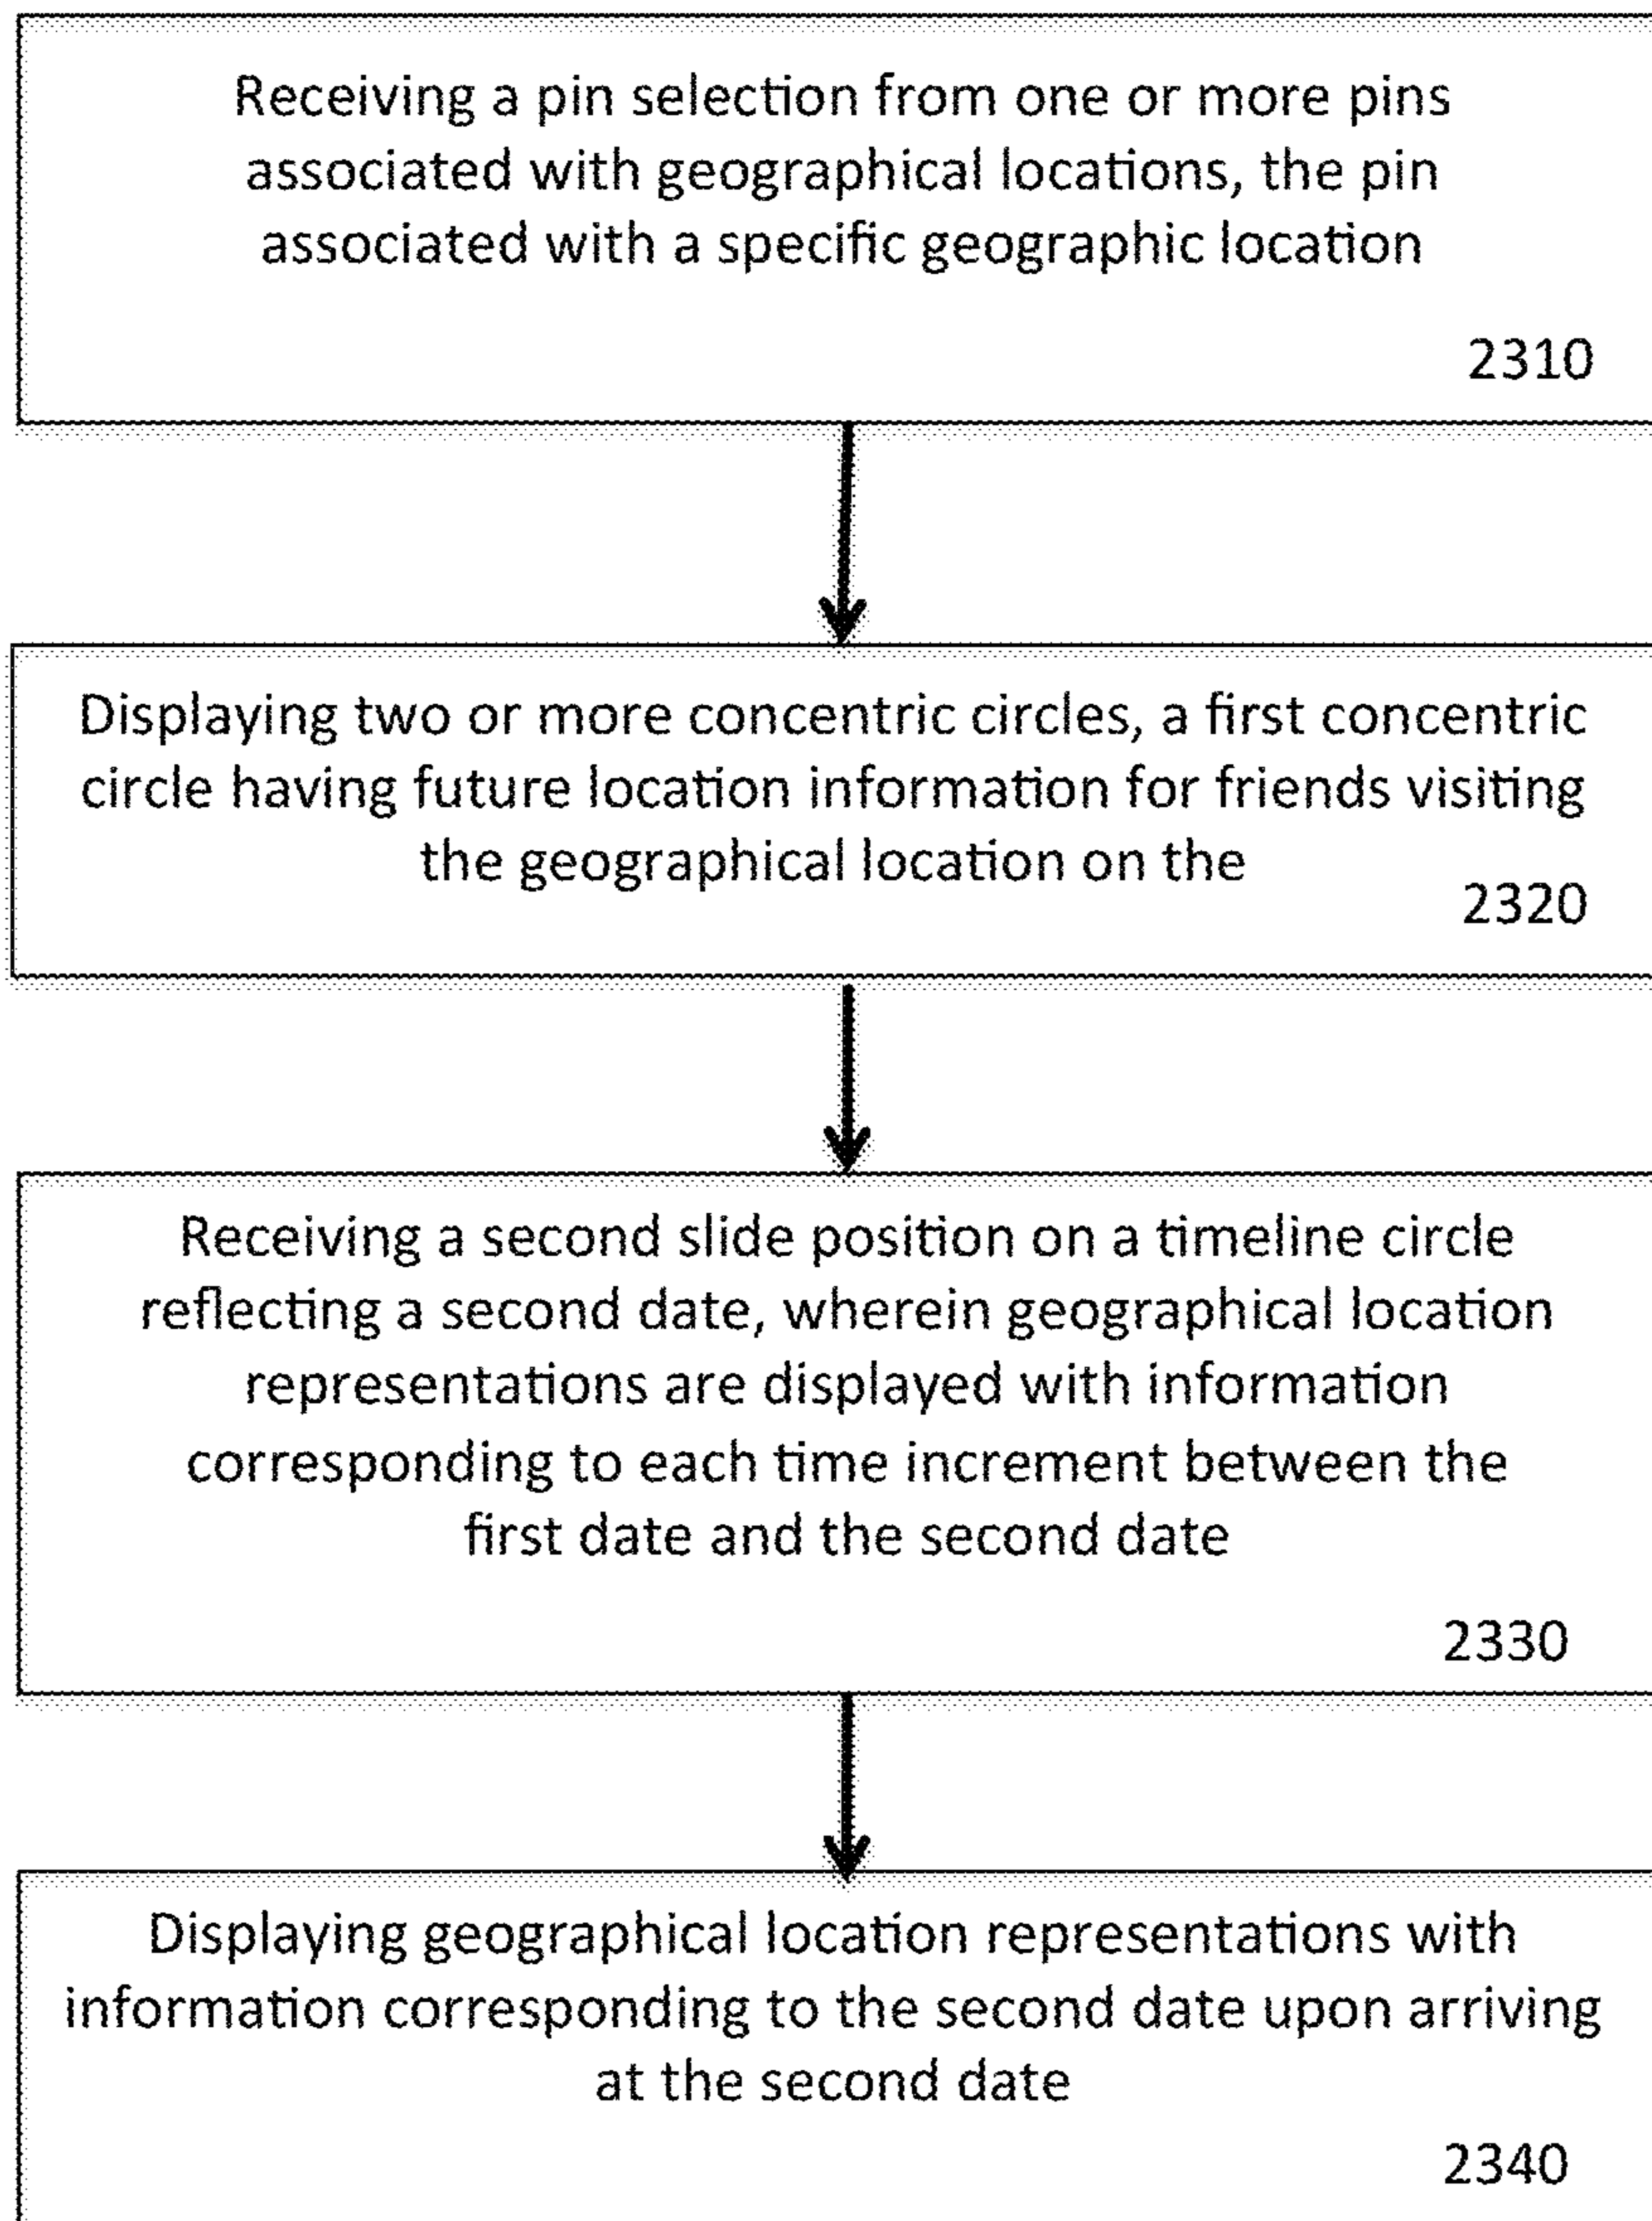 Receiving a pin selection from one or more pins
associated with geographical locations, the pin
associated with a specific geographic location
2310
Displaying two or more concentric circles, a first concentric
circle having future location information for friends visiting
the geographical location on the
2320
Receiving a second slide position on a timeline circle
reflecting a second date, wherein geographical location
representations are displayed with information
corresponding to each time increment between the
first date and the second date
2330
Displaying geographical location representations with
information corresponding to the second date upon arriving
at the second date
2340